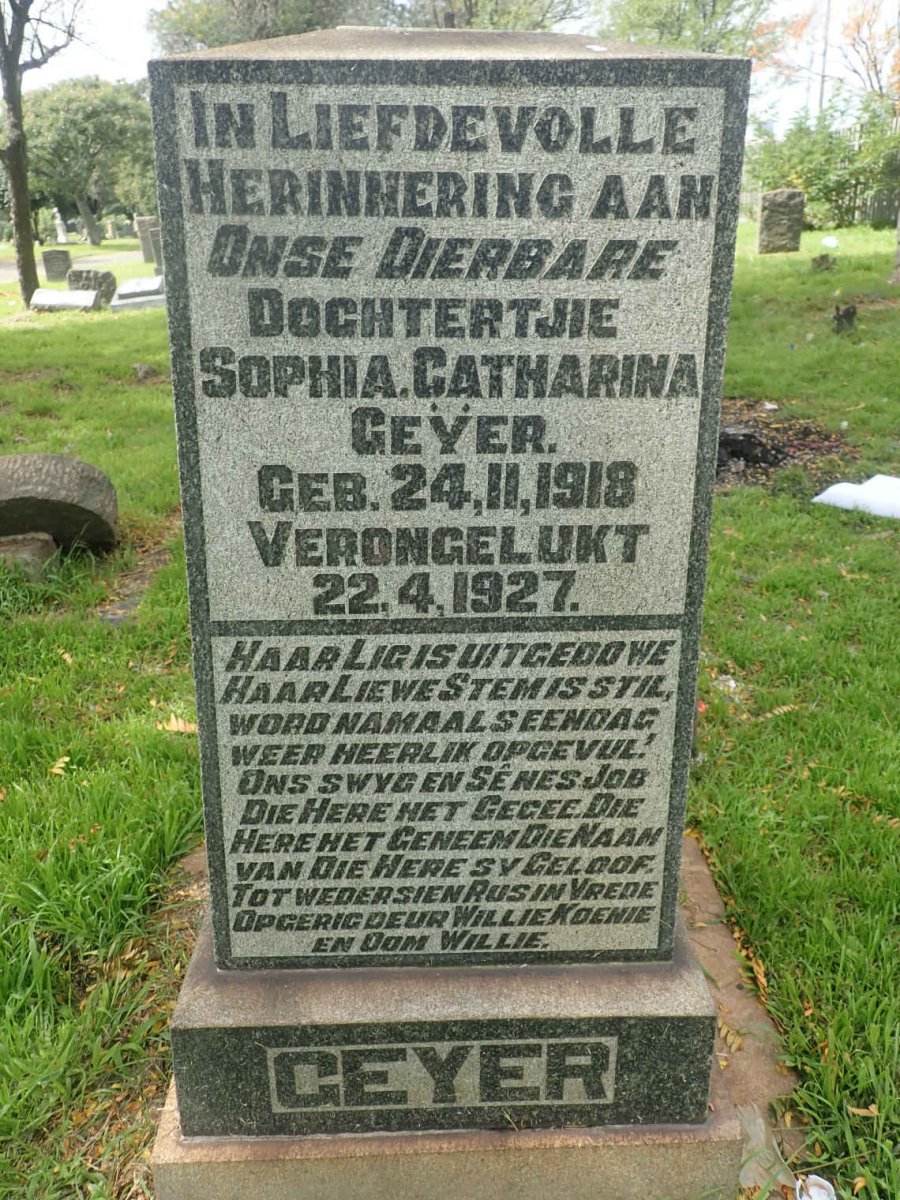 IN LIEFDEVOLLE
HERINNERING AAN
ONSE DIERBARE
DOCHTERTJIE
SOPHIA. CATHARINA
GEŸER.
GEB. 24, 11, 1918
VERONGELUKT
22. 4, 1927.
HAAR LIG IS UITGEDOWE
HAAR LIEWE STEM IS STIL,
WORD NAMAALS EENDAG
WEER HEERLIK OPGEVUL.'
ONS SWYG EN SÊ NES JOB
DIE HERE HET GEGEE. DIE
HERE HET GENEEM DIE NAAM
VAN DIE HERE SY GELOOF.
TOT WEDERSIEN RUS IN VREDE
OPGERIG DEUR WILLIE KOENIE
EN OOM WILLIE.
GEYER